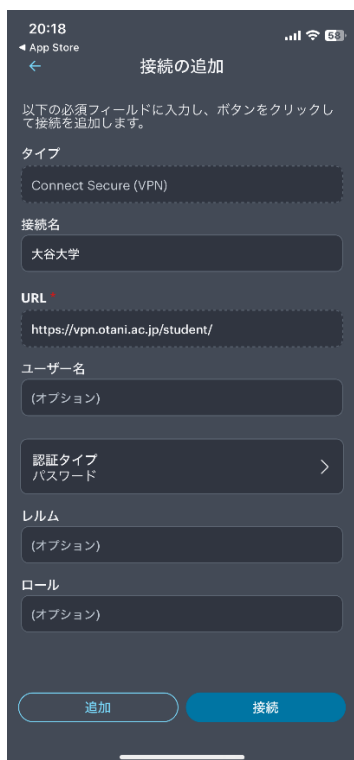 20:18
58
◀ App Store
← 接続の追加
以下の必須フィールドに入力し、ボタンをクリックし
て接続を追加します。
タイプ
Connect Secure (VPN)
接続名
大谷大学
URL *
https://vpn.otani.ac.jp/student/
ユーザー名
(オプション)
認証タイプ
パスワード
レルム
(オプション)
ロール
(オプション)
追加
接続